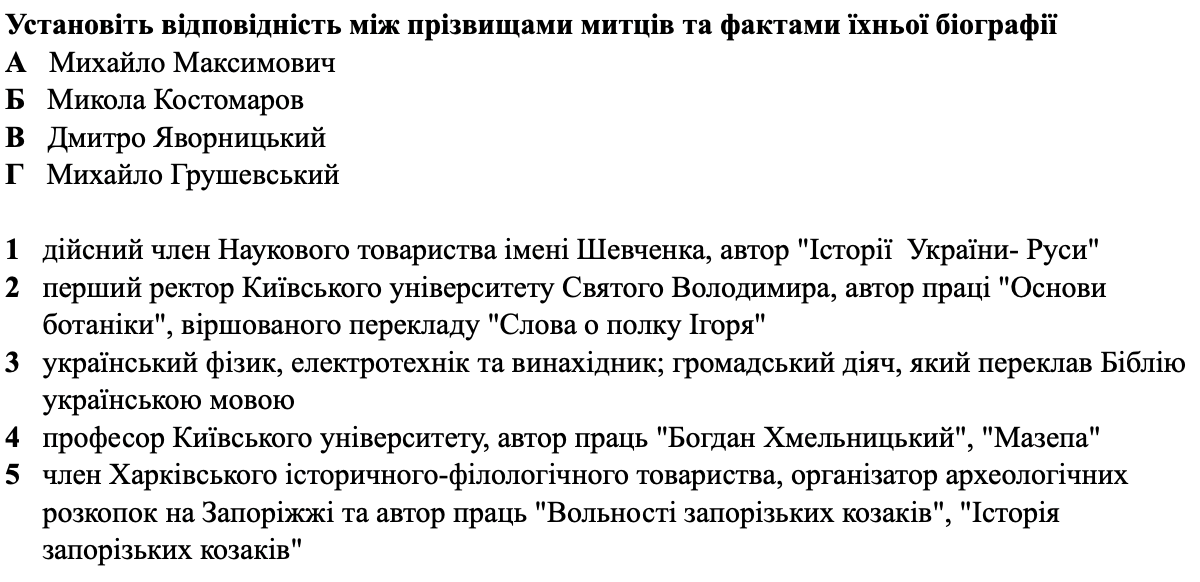 Установіть відповідність між прізвищами митців та фактами їхньої біографії
А Михайло Максимович
Б Микола Костомаров
В Дмитро Яворницький
Г Михайло Грушевський
1 дійсний член Наукового товариства імені Шевченка, автор "Історії України- Руси"
2 перший ректор Київського університету Святого Володимира, автор праці "Основи
ботаніки", віршованого перекладу "Слова о полку Ігоря"
3 український фізик, електротехнік та винахідник; громадський діяч, який переклав Біблію
українською мовою
4 професор Київського університету, автор праць "Богдан Хмельницький", "Мазепа"
5 член Харківського історичного-філологічного товариства, організатор археологічних
розкопок на Запоріжжі та автор праць "Вольності запорізьких козаків", "Історія
запорізьких козаків"